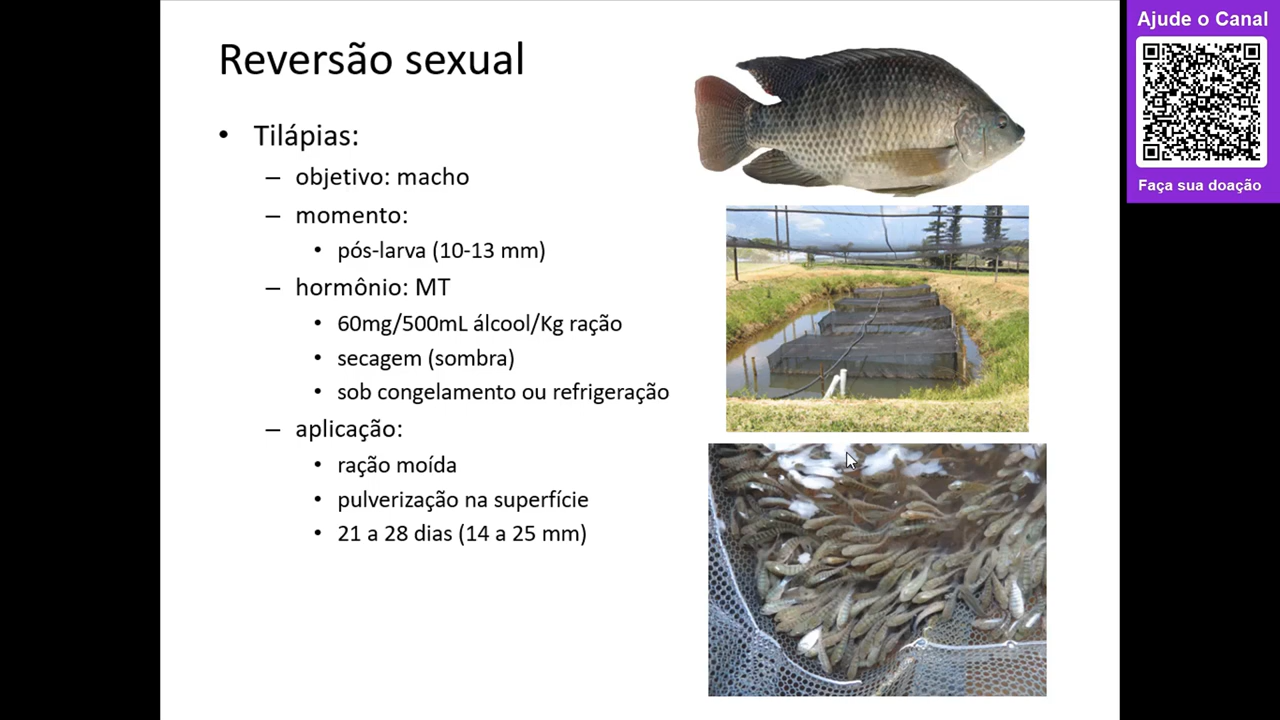 Reversão sexual
• Tilápias:
– objetivo: macho
– momento:
• pós-larva (10-13 mm)
– hormônio: MT
• 60mg/500mL álcool/Kg ração
• secagem (sombra)
• sob congelamento ou refrigeração
– aplicação:
• ração moída
• pulverização na superfície
• 21 a 28 dias (14 a 25 mm)
Ajude o Canal
Faça sua doação